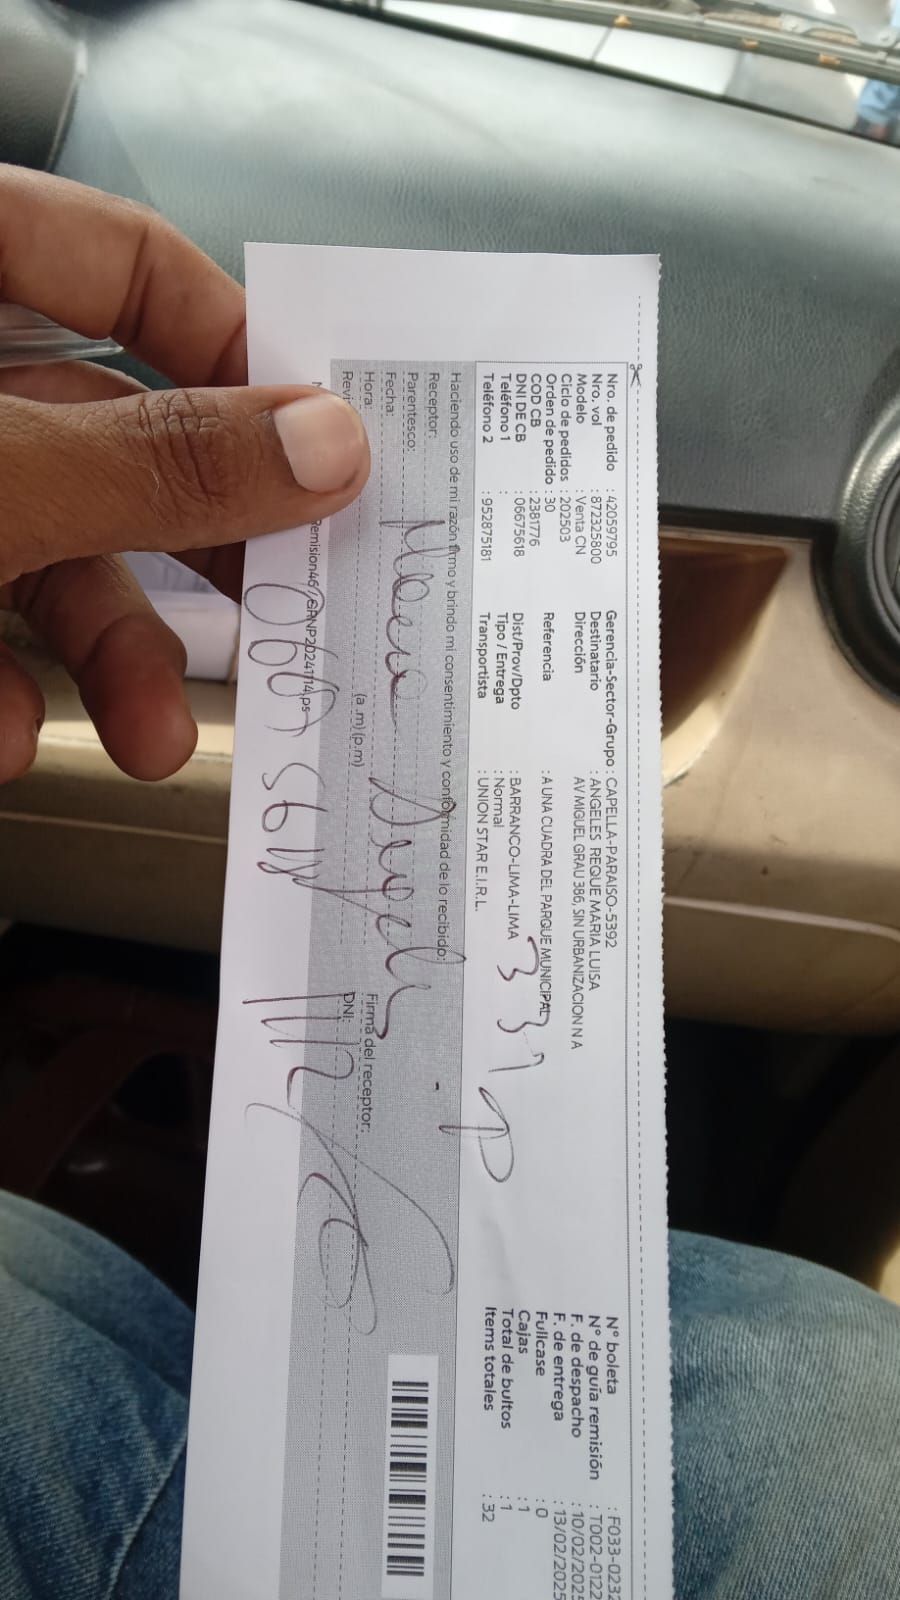 Nro. de pedido : 42059795
Nro. vol : 872325800
Modelo : Venta CN
Ciclo de pedidos : 202503
Orden de pedido : 30
COD CB : 2381776
DNI DE CB : 06675618
Teléfono 1 :
Teléfono 2 : 952875181
Gerencia-Sector-Grupo : CAPELLA-PARAISO-5392
Destinatario : ANGELES REQUE MARIA LUISA
Dirección AV MIGUEL GRAU 386, SIN URBANIZACION N A
Referencia : A UNA CUADRA DEL PARQUE MUNICIPAL
Dist/Prov/Dpto : BARRANCO-LIMA-LIMA
Tipo / Entrega : Normal
Transportista : UNION STAR E.I.R.L.
N° boleta : F033-0232
N° de guía remisión : T002-0122
F. de despacho : 10/02/2025
F. de entrega : 13/02/2025
Fullcase : 0
Cajas : 1
Total de bultos : 1
Items totales : 32
337 P
Haciendo uso de mi razón firmo y brindo mi consentimiento y conformidad de lo recibido:
Receptor:
Parentesco:
Fecha:
Hora: (a .m)(p.m) Firma del receptor:
DNI: